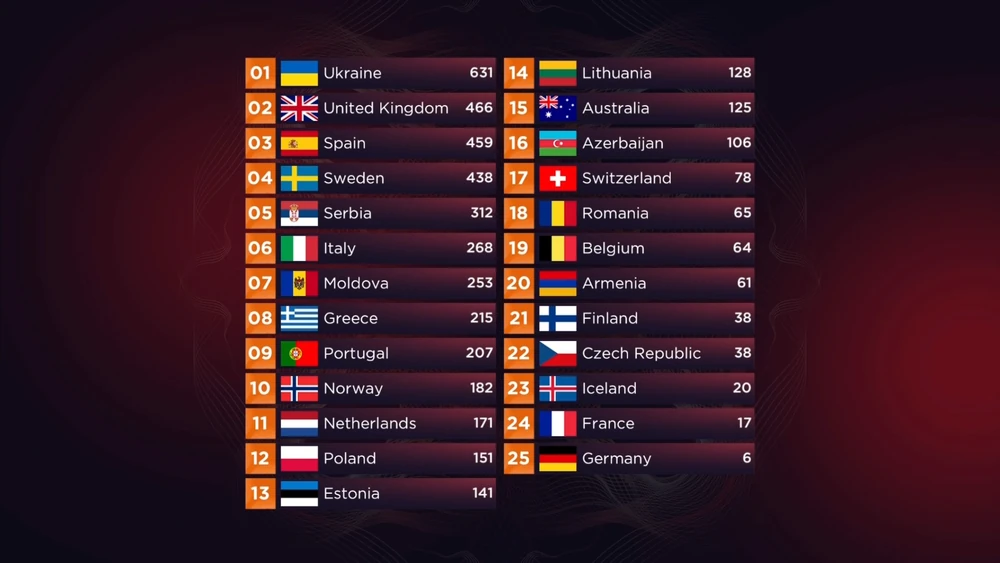 01 Ukraine 631
02 United Kingdom 466
03 Spain 459
04 Sweden 438
05 Serbia 312
06 Italy 268
07 Moldova 253
08 Greece 215
09 Portugal 207
10 Norway 182
11 Netherlands 171
12 Poland 151
13 Estonia 141
14 Lithuania 128
15 Australia 125
16 Azerbaijan 106
17 Switzerland 78
18 Romania 65
19 Belgium 64
20 Armenia 61
21 Finland 38
22 Czech Republic 38
23 Iceland 20
24 France 17
25 Germany 6